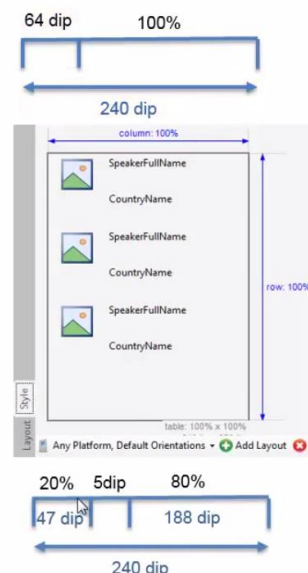 64 dip 100%
240 dip
column: 100%
SpeakerFullName
CountryName
SpeakerFullName
CountryName
SpeakerFullName
CountryName
row: 100%
Layout Style
table: 100% x 100%
Any Platform, Default Orientations Add Layout
20% 5dip 80%
47 dip 188 dip
240 dip